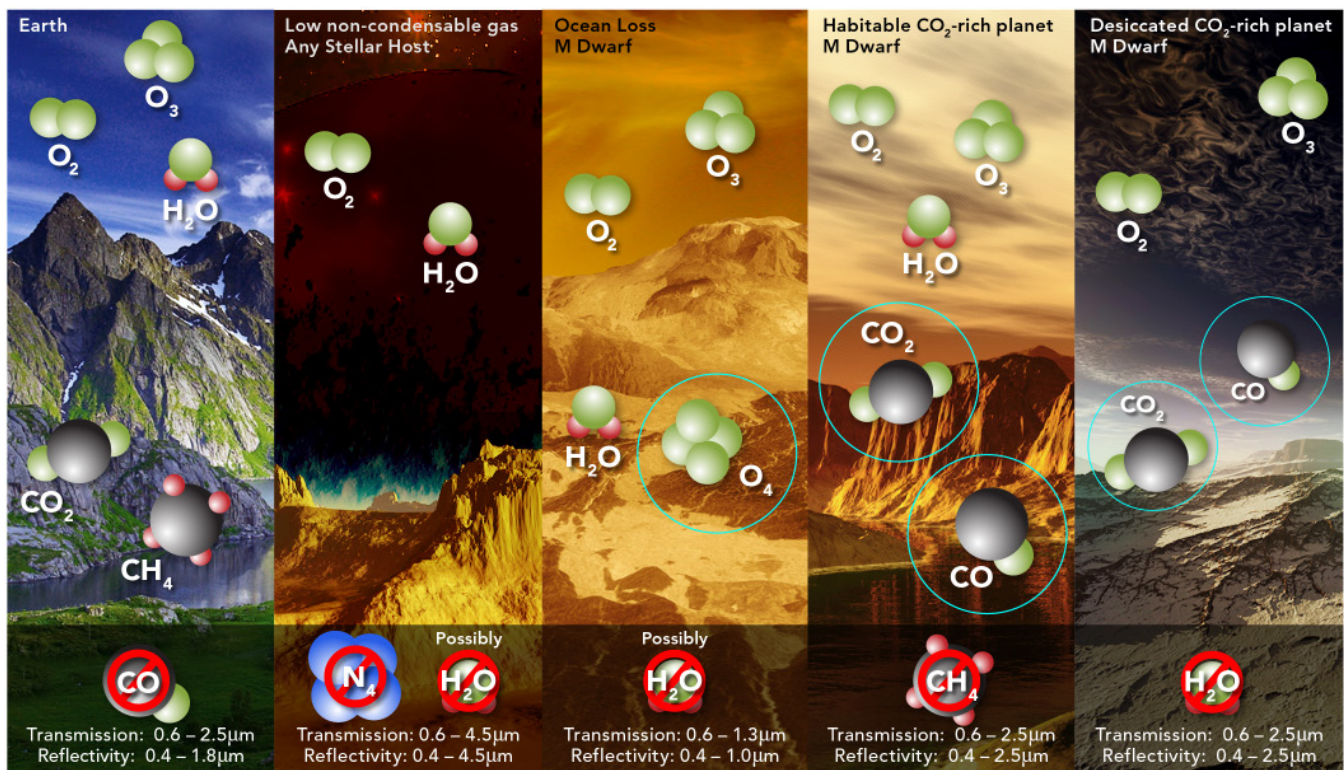 Earth
O₃
O₂
H₂O
CO₂
CH₄
CO
Transmission: 0.6 – 2.5μm
Reflectivity: 0.4 – 1.8μm
Low non-condensable gas
Any Stellar Host
O₂
H₂O
Possibly
N₄
H₂O
Transmission: 0.6 – 4.5μm
Reflectivity: 0.4 – 4.5μm
Ocean Loss
M Dwarf
O₃
O₂
H₂O
O₄
Possibly
H₂O
Transmission: 0.6 – 1.3μm
Reflectivity: 0.4 – 1.0μm
Habitable CO₂-rich planet
M Dwarf
O₂
O₃
H₂O
CO₂
CO
CH₄
Transmission: 0.6 – 2.5μm
Reflectivity: 0.4 – 2.5μm
Desiccated CO₂-rich planet
M Dwarf
O₃
O₂
CO
CO₂
H₂O
Transmission: 0.6 – 2.5μm
Reflectivity: 0.4 – 2.5μm